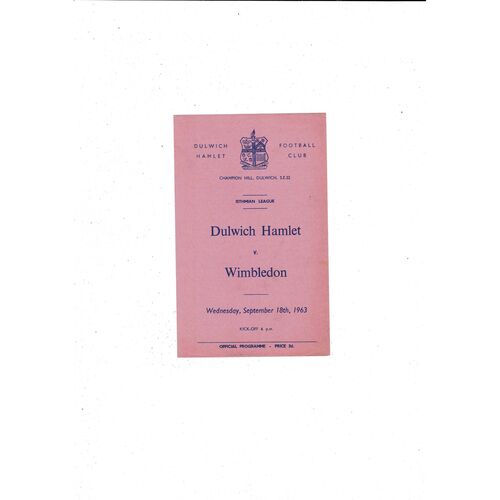 DULWICH FOOTBALL
HAMLET CLUB
CHAMPION HILL, DULWICH, S.E.22
ISTHMIAN LEAGUE
Dulwich Hamlet
v.
Wimbledon
Wednesday, September 18th, 1963
KICK-OFF 6 p.m.
OFFICIAL PROGRAMME - PRICE 3d.